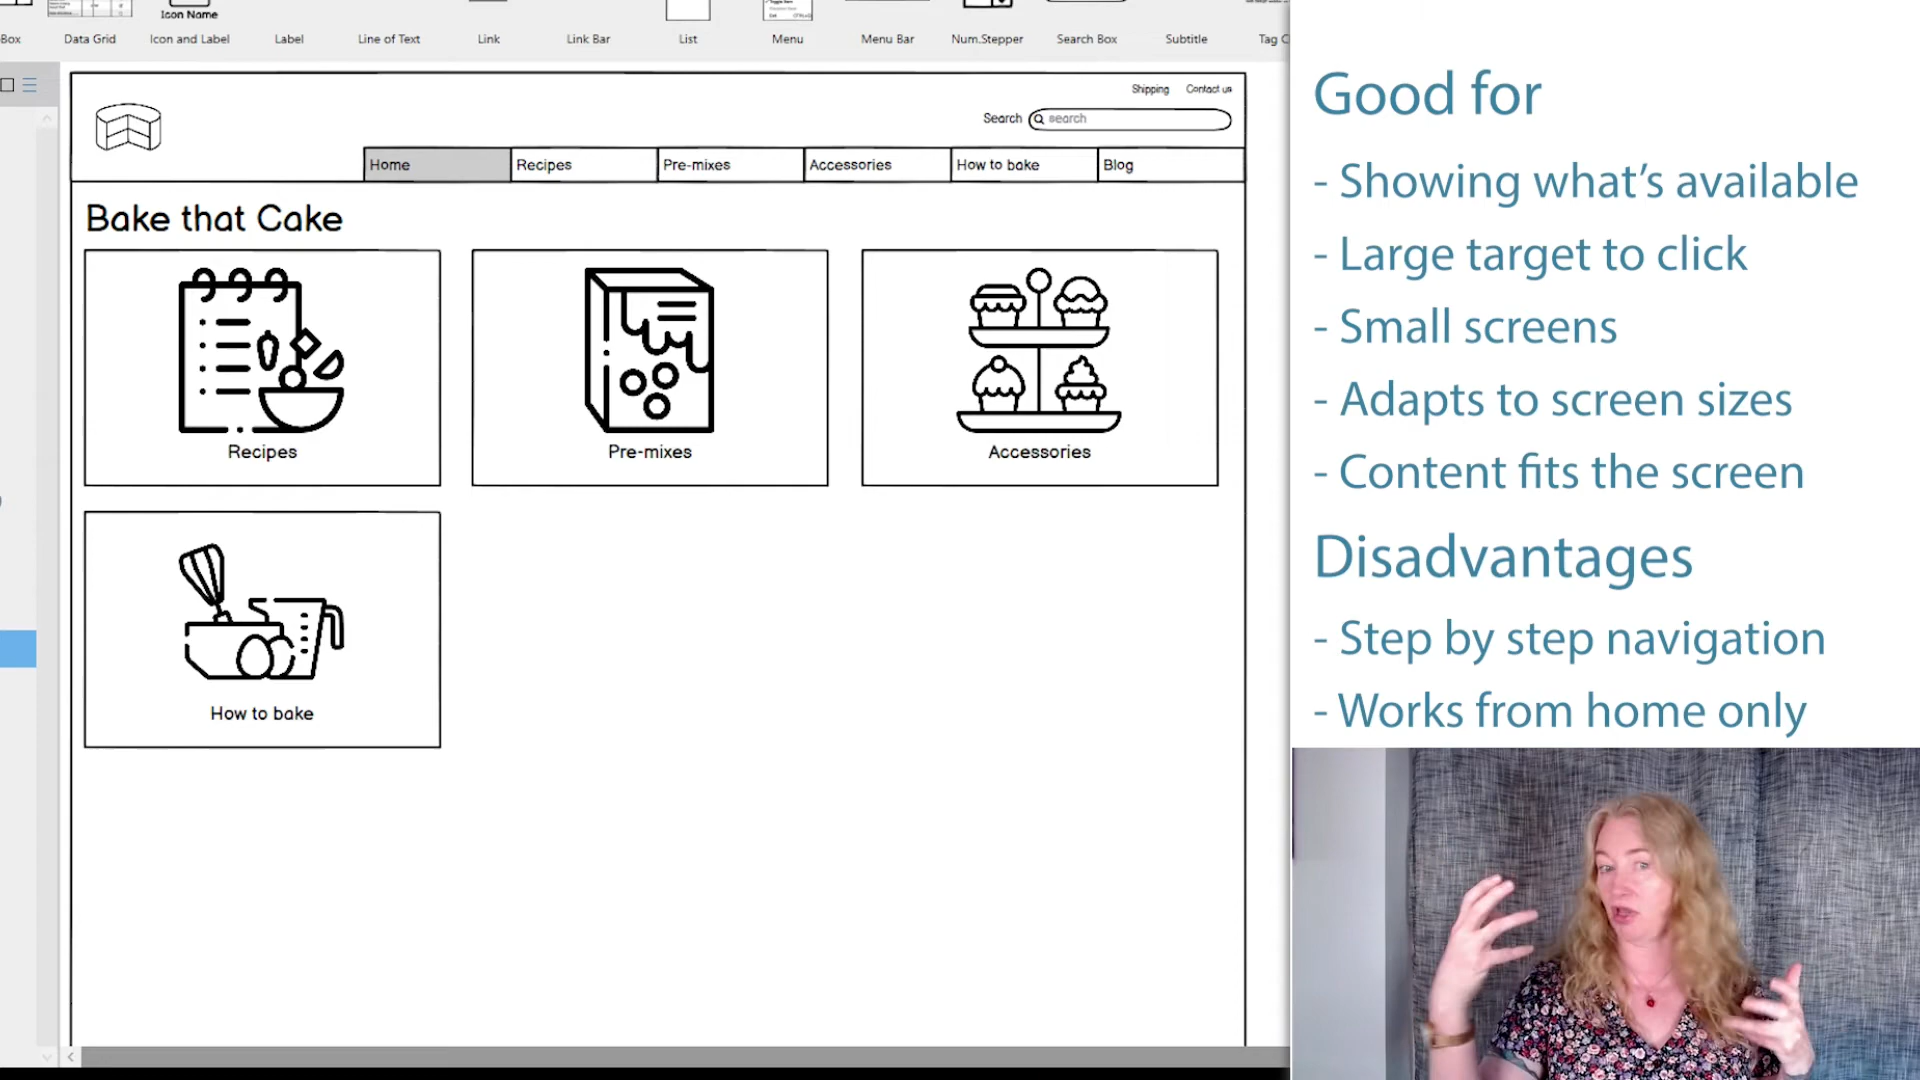 Icon Name
Box
Data Grid
Icon and Label
Label
Line of Text
Link
Link Bar
List
Menu
Menu Bar
Num.Stepper
Search Box
Subtitle
Tag C
Shipping
Contact us
Search
search
Home
Recipes
Pre-mixes
Accessories
How to bake
Blog
Bake that Cake
Recipes
Pre-mixes
Accessories
How to bake
Good for
- Showing what’s available
- Large target to click
- Small screens
- Adapts to screen sizes
- Content fits the screen
Disadvantages
- Step by step navigation
- Works from home only